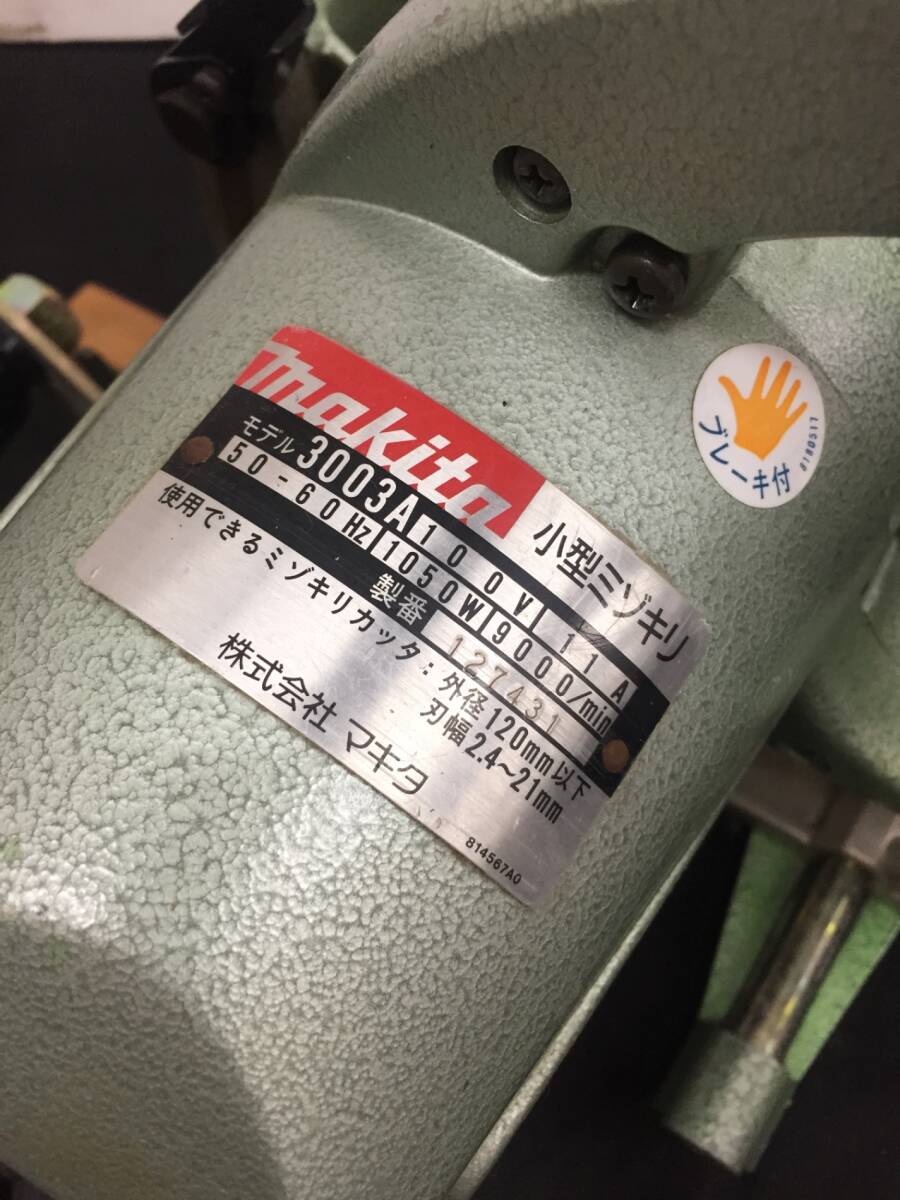 makita
小型ミゾキリ
モデル 3003A 100V 11A
50-60Hz 1050W 9000/min
製番 127431
使用できるミゾキリカッタ:外径120mm以下
刃幅2.4~21mm
株式会社 マキタ
814567A0
ブレーキ付
8180511